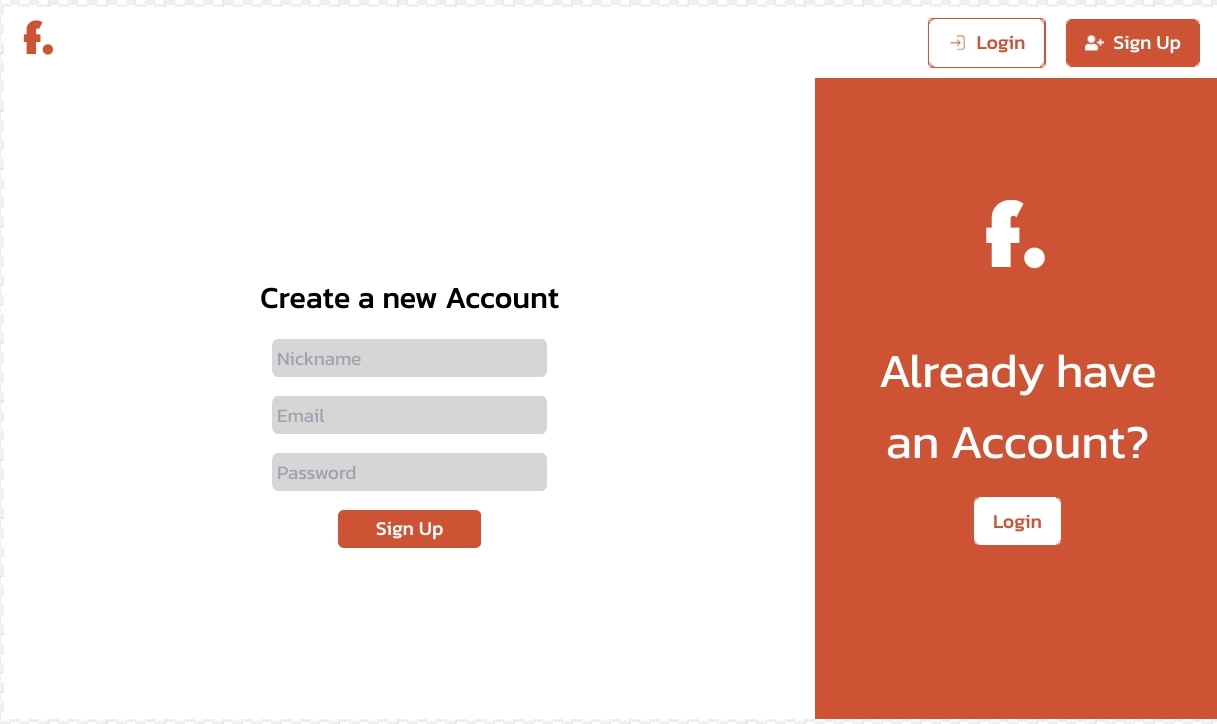 f.
Login
Sign Up
f.
Create a new Account
Already have
an Account?
Nickname
Email
Password
Login
Sign Up